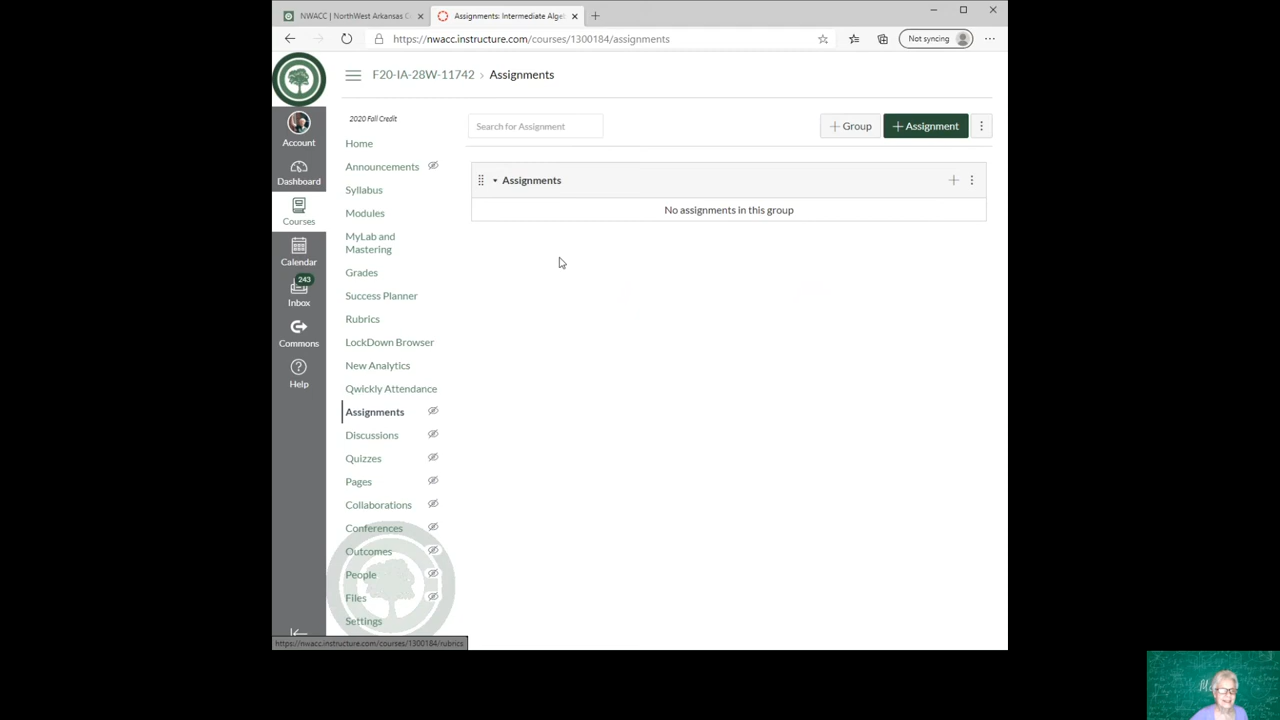 NWACC | NorthWest Arkansas C
Assignments: Intermediate Alge
https://nwacc.instructure.com/courses/1300184/assignments
Not syncing
F20-IA-28W-11742 > Assignments
Account
Dashboard
Courses
Calendar
243
Inbox
Commons
Help
2020 Fall Credit
Home
Announcements
Syllabus
Modules
MyLab and
Mastering
Grades
Success Planner
Rubrics
LockDown Browser
New Analytics
Qwickly Attendance
Assignments
Discussions
Quizzes
Pages
Collaborations
Conferences
Outcomes
People
Files
Settings
Search for Assignment
+ Group
+ Assignment
Assignments
No assignments in this group
https://nwacc.instructure.com/courses/1300184/rubrics